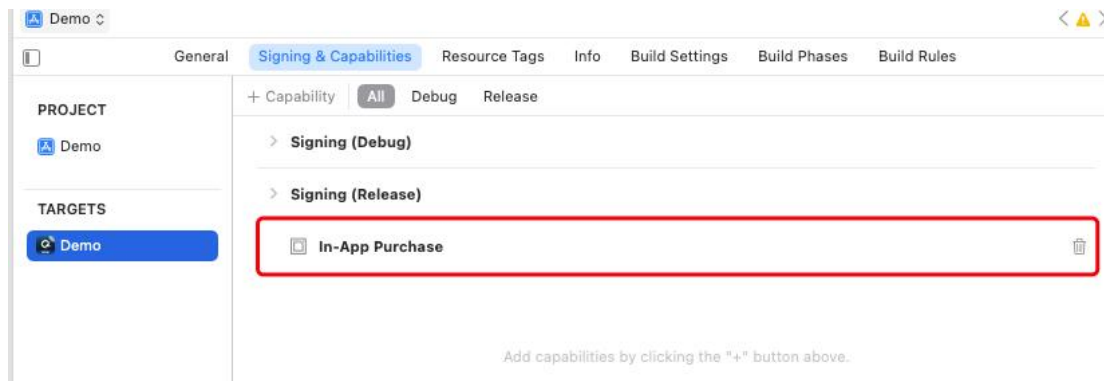 Demo
General Signing & Capabilities Resource Tags Info Build Settings Build Phases Build Rules
+ Capability All Debug Release
PROJECT
Demo
Signing (Debug)
Signing (Release)
TARGETS
Demo
In-App Purchase
Add capabilities by clicking the "+" button above.